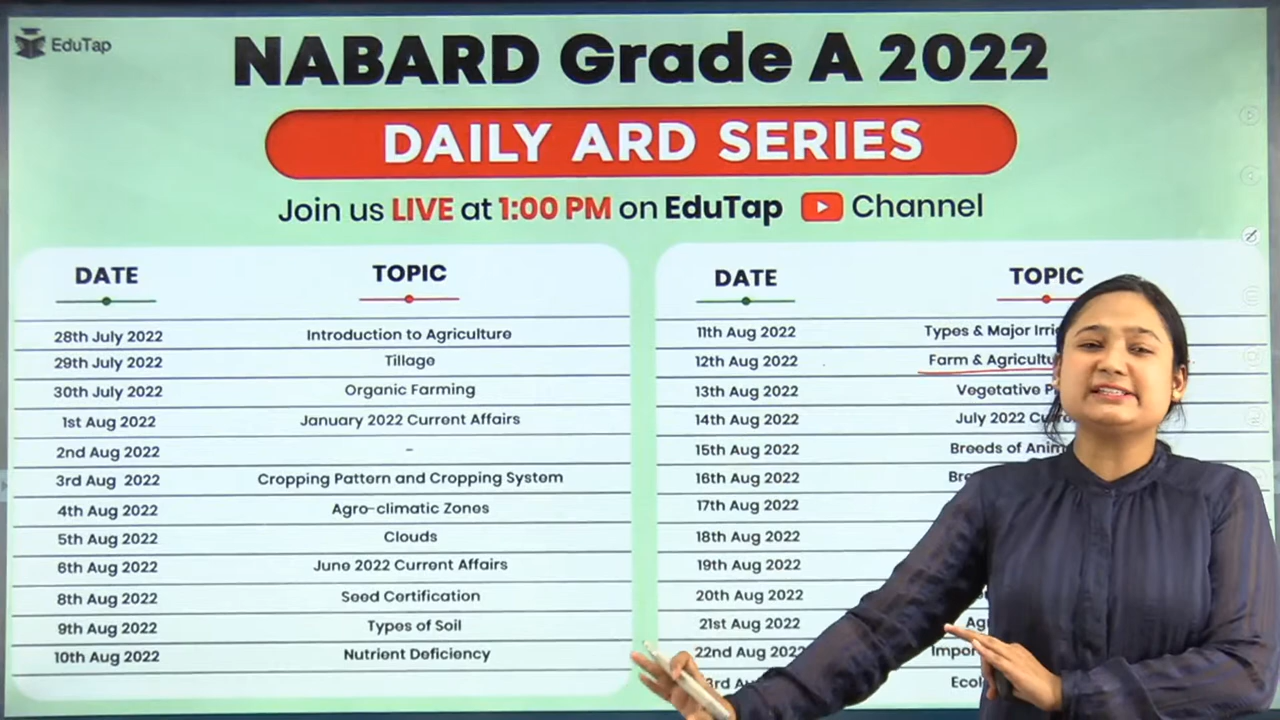 EduTap
NABARD Grade A 2022
DAILY ARD SERIES
Join us LIVE at 1:00 PM on EduTap Channel
DATE TOPIC
28th July 2022 Introduction to Agriculture
29th July 2022 Tillage
30th July 2022 Organic Farming
1st Aug 2022 January 2022 Current Affairs
2nd Aug 2022 -
3rd Aug 2022 Cropping Pattern and Cropping System
4th Aug 2022 Agro-climatic Zones
5th Aug 2022 Clouds
6th Aug 2022 June 2022 Current Affairs
8th Aug 2022 Seed Certification
9th Aug 2022 Types of Soil
10th Aug 2022 Nutrient Deficiency
DATE TOPIC
11th Aug 2022 Types & Major
12th Aug 2022 Farm &
13th Aug 2022 Vegetative
14th Aug 2022 July 2022
15th Aug 2022 Breeds of
16th Aug 2022
17th Aug 2022
18th Aug 2022
19th Aug 2022
20th Aug 2022
21st Aug 2022
22nd Aug 2022